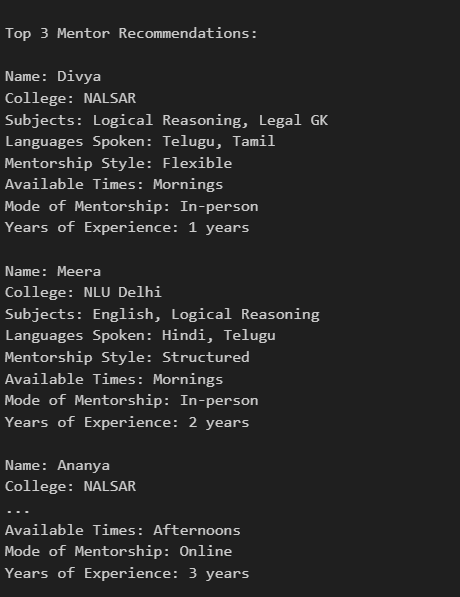 Top 3 Mentor Recommendations:
Name: Divya
College: NALSAR
Subjects: Logical Reasoning, Legal GK
Languages Spoken: Telugu, Tamil
Mentorship Style: Flexible
Available Times: Mornings
Mode of Mentorship: In-person
Years of Experience: 1 years
Name: Meera
College: NLU Delhi
Subjects: English, Logical Reasoning
Languages Spoken: Hindi, Telugu
Mentorship Style: Structured
Available Times: Mornings
Mode of Mentorship: In-person
Years of Experience: 2 years
Name: Ananya
College: NALSAR
...
Available Times: Afternoons
Mode of Mentorship: Online
Years of Experience: 3 years